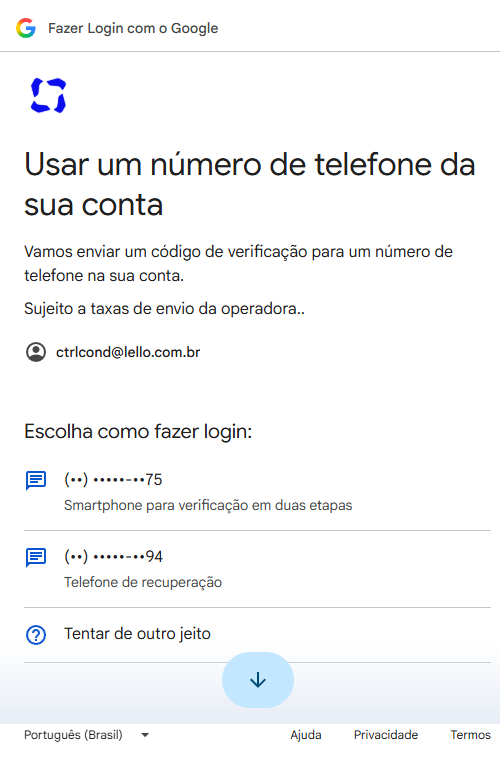 Fazer Login com o Google
Usar um número de telefone da
sua conta
Vamos enviar um código de verificação para um número de
telefone na sua conta.
Sujeito a taxas de envio da operadora..
ctrlcond@lello.com.br
Escolha como fazer login:
(••) •••••-••75
Smartphone para verificação em duas etapas
(••) •••••-••94
Telefone de recuperação
Tentar de outro jeito
Português (Brasil) Ajuda Privacidade Termos